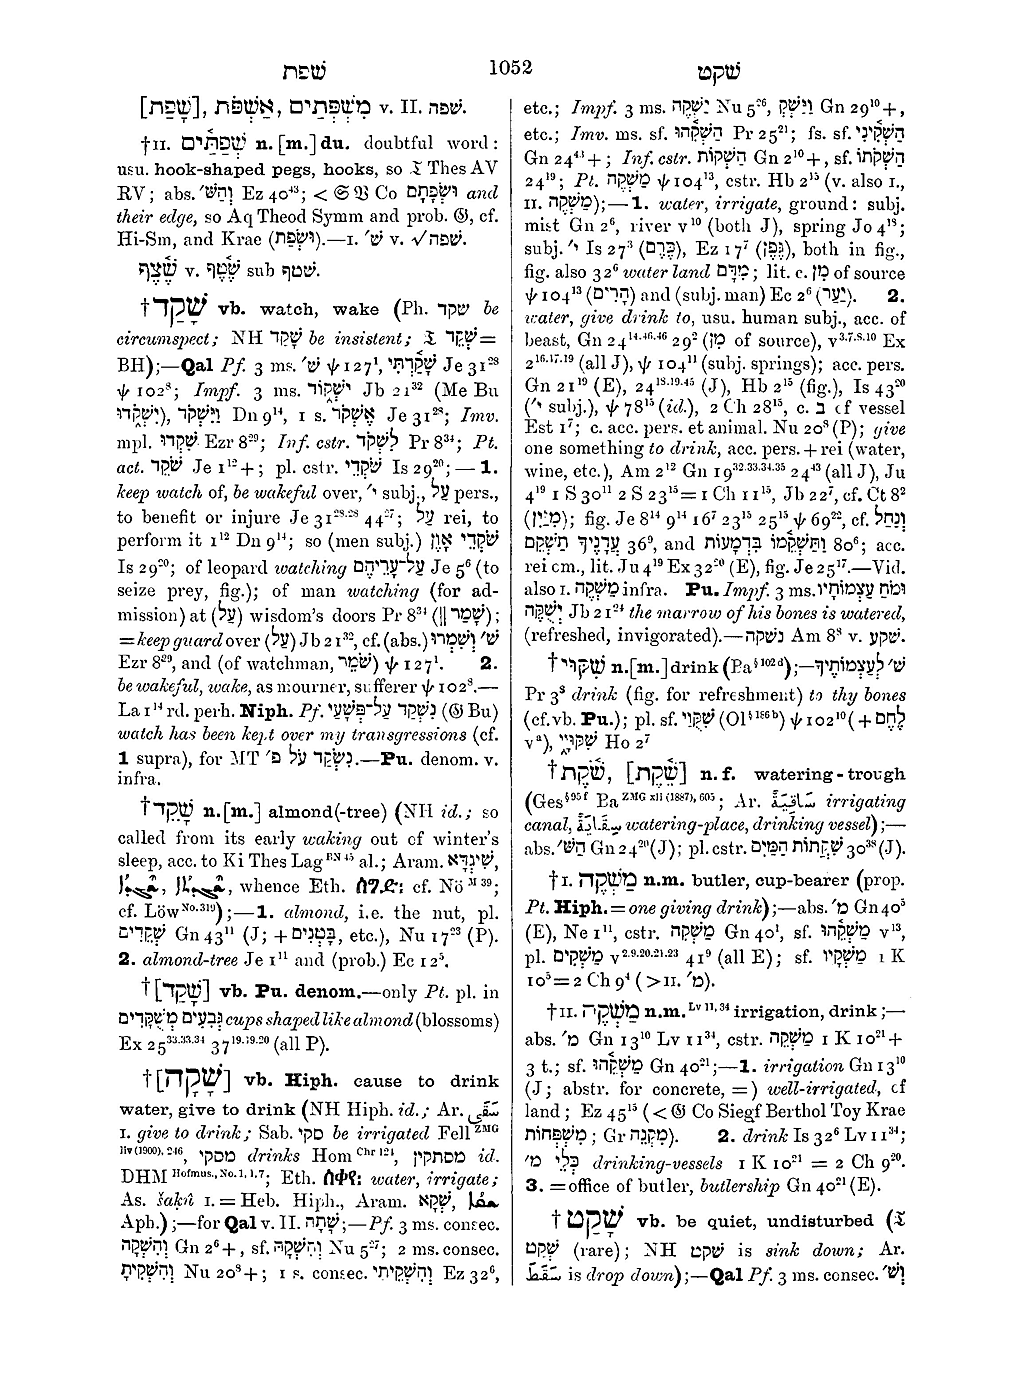 שפת 1052 שקט
[שָׁפַת], אַשְׁפֹּת, מִשְׁפְּתַיִם v. II. שפה.
†II. שְׁפַתַּיִם n.[m.]du. doubtful word:
usu. hook-shaped pegs, hooks, so 𝔗 Thes AV
RV; abs. וְהַשּׁ׳ Ez 40⁴³; < 𝔊 𝔙 Co וּשְׂפָתָם and
their edge, so Aq Theod Symm and prob. 𝔊, cf.
Hi-Sm, and Krae (וּשְׂפַת).—I. שׁ׳ v. √שפה.
שֶׁצֶף v. שֶׁטֶף sub שטף.
†שָׁקַד vb. watch, wake (Ph. שקד be
circumspect; NH שָׁקַד be insistent; 𝔗 שְׁקַד =
BH);—Qal Pf. 3 ms. שׁ׳ ψ 127¹, שָׁקַדְתִּי Je 31²⁸
ψ 102⁸; Impf. 3 ms. יִשְׁקוֹד Jb 21³² (Me Bu
יִשְׁקֹדוּ), וַיִּשְׁקֹד Dn 9¹⁴, 1 s. אֶשְׁקֹד Je 31²⁸; Imv.
mpl. שִׁקְדוּ Ezr 8²⁹; Inf. cstr. לִשְׁקֹד Pr 8³⁴; Pt.
act. שֹׁקֵד Je 1¹²+; pl. cstr. שֹׁקְדֵי Is 29²⁰;—1.
keep watch of, be wakeful over, י׳ subj., עַל pers.,
to benefit or injure Je 31²⁸·²⁸ 44²⁷; עַל rei, to
perform it 1¹² Dn 9¹⁴; so (men subj.) שֹׁקְדֵי אָוֶן
Is 29²⁰; of leopard watching עַל־עָרֵיהֶם Je 5⁶ (to
seize prey, fig.); of man watching (for ad-
mission) at (עַל) wisdom's doors Pr 8³⁴ (|| שָׁמַר);
= keep guard over (עַל) Jb 21³², cf. (abs.) שׁ׳ וְשִׁמְרוּ
Ezr 8²⁹, and (of watchman, שֹׁמֵר) ψ 127¹. 2.
be wakeful, wake, as mourner, sufferer ψ 102⁸.—
La 1¹⁴ rd. perh. Niph. Pf. נִשְׁקַד עַל־פְּשָׁעַי (𝔊 Bu)
watch has been kept over my transgressions (cf.
1 supra), for MT נִשְׂקַד עֹל פ׳.—Pu. denom. v.
infra.
†שָׁקֵד n.[m.] almond(-tree) (NH id.; so
called from its early waking out of winter's
sleep, acc. to Ki Thes Lag ᴮᴺ ⁴⁵ al.; Aram. שִׁיגְדָּא,
whence Eth. cf. Nö ᴹ ³⁹;
cf. Löw ᴺᵒ·³¹⁹);—1. almond, i.e. the nut, pl.
שְׁקֵדִים Gn 43¹¹ (J; + בָּטְנִים, etc.), Nu 17²³ (P).
2. almond-tree Je 1¹¹ and (prob.) Ec 12⁵.
†[שָׁקַד] vb. Pu. denom.—only Pt. pl. in
גְּבִעִים מְשֻׁקָּדִים cups shaped like almond (blossoms)
Ex 25³³·³³·³⁴ 37¹⁹·¹⁹·²⁰ (all P).
†[שָׁקָה] vb. Hiph. cause to drink
water, give to drink (NH Hiph. id.; Ar. سَقَى
I. give to drink; Sab. סקי be irrigated Fell ᶻᴹᴳ
ˡⁱᵛ ⁽¹⁹⁰⁰⁾· ²⁴⁶, מסקי drinks Hom ᶜʰʳ ¹²⁴, מסתקין id.
DHM ᴴᵒᶠᵐᵘˢ·, ᴺᵒ· ¹, ¹, ⁷; Eth. ሰቀየ: water, irrigate;
As. šaḳû I. = Heb. Hiph., Aram. שְׁקָא,
Aph.);—for Qal v. II. שָׁתָה;—Pf. 3 ms. consec.
וְהִשְׁקָה Gn 2⁶+, sf. וְהִשְׁקָהּ Nu 5²⁷; 2 ms. consec.
וְהִשְׁקִיתָ Nu 20⁸+; 1 s. consec. וְהִשְׁקֵיתִי Ez 32⁶,
etc.; Impf. 3 ms. יַשְׁקֶה Nu 5²⁶, וַיַּשְׁקְ Gn 29¹⁰+,
etc.; Imv. ms. sf. הַשְׁקֵהוּ Pr 25²¹; fs. sf. הַשְׁקִינִי
Gn 24⁴³+; Inf. cstr. הַשְׁקוֹת Gn 2¹⁰+, sf. הַשְׁקֹתוֹ
24¹⁹; Pt. מַשְׁקֶה ψ 104¹³, cstr. Hb 2¹⁵ (v. also I.,
II. מַשְׁקֶה);—1. water, irrigate, ground: subj.
mist Gn 2⁶, river v¹⁰ (both J), spring Jo 4¹⁸;
subj. י׳ Is 27³ (כֶּרֶם), Ez 17⁷ (גֶּפֶן), both in fig.,
fig. also 32⁶ water land מִדָּם; lit. c. מִן of source
ψ 104¹³ (הָרִים) and (subj. man) Ec 2⁶ (יַעַר). 2.
water, give drink to, usu. human subj., acc. of
beast, Gn 24¹⁴·⁴⁶·⁴⁶ 29² (מִן of source), v³·⁷·⁸·¹⁰ Ex
2¹⁶·¹⁷·¹⁹ (all J), ψ 104¹¹ (subj. springs); acc. pers.
Gn 21¹⁹ (E), 24¹⁸·¹⁹·⁴⁵ (J), Hb 2¹⁵ (fig.), Is 43²⁰
(י׳ subj.), ψ 78¹⁵ (id.), 2 Ch 28¹⁵, c. ב of vessel
Est 1⁷; c. acc. pers. et animal. Nu 20⁸ (P); give
one something to drink, acc. pers. + rei (water,
wine, etc.), Am 2¹² Gn 19³²·³³·³⁴·³⁵ 24⁴³ (all J), Ju
4¹⁹ 1 S 30¹¹ 2 S 23¹⁵ = 1 Ch 11¹⁵, Jb 22⁷, cf. Ct 8²
(מִיַּיִן); fig. Je 8¹⁴ 9¹⁴ 16⁷ 23¹⁵ 25¹⁵ ψ 69²², cf. וְנַחַל
עֲדָנֶיךָ תַשְׁקֵם 36⁹, and וַתַּשְׁקֵמוֹ בִּדְמָעוֹת 80⁶; acc.
rei om., lit. Ju 4¹⁹ Ex 32²⁰ (E), fig. Je 25¹⁷.—Vid.
also I. מַשְׁקֶה infra. Pu. Impf. 3 ms. וּמֹחַ עַצְמוֹתָיו
יְשֻׁקֶּה Jb 21²⁴ the marrow of his bones is watered,
(refreshed, invigorated).—נשקה Am 8⁸ v. שׁקע.
†שִׁקּוּי n.[m.] drink (Ba §¹⁰² ᵈ);—שׁ׳ לְעַצְמוֹתֶיךָ
Pr 3⁸ drink (fig. for refreshment) to thy bones
(cf. vb. Pu.); pl. sf. שִׁקֻּוַי (Ol §¹⁸⁶ ᵇ) ψ 102¹⁰ (+ לֶחֶם
vᵃ), שִׁקּוּיָי Ho 2⁷
†שֹׁקֶת, [שֹׁקֶת] n.f. watering-trough
(Ges §⁹⁵ ᶠ Ba ᶻᴹᴳ ˣˡⁱ ⁽¹⁸⁸⁷⁾, ⁶⁰⁵; Ar. سَاقِيَةٌ irrigating
canal, سِقَايَةٌ watering-place, drinking vessel);—
abs. הַשּׁ׳ Gn 24²⁰ (J); pl. cstr. שִׁקֲתוֹת הַמַּיִם 30³⁸ (J).
†I. מַשְׁקֶה n.m. butler, cup-bearer (prop.
Pt. Hiph. = one giving drink);—abs. מ׳ Gn 40⁵
(E), Ne 1¹¹, cstr. מַשְׁקֵה Gn 40¹, sf. מַשְׁקֵהוּ v¹³,
pl. מַשְׁקִים v²·⁹·²⁰·²¹·²³ 41⁹ (all E); sf. מַשְׁקָיו 1 K
10⁵ = 2 Ch 9⁴ (> II. מ׳).
†II. מַשְׁקֶה n.m. ᴸᵛ ¹¹, ³⁴ irrigation, drink;—
abs. מ׳ Gn 13¹⁰ Lv 11³⁴, cstr. מַשְׁקֵה 1 K 10²¹+
3 t.; sf. מַשְׁקֵהוּ Gn 40²¹;—1. irrigation Gn 13¹⁰
(J; abstr. for concrete, =) well-irrigated, of
land; Ez 45¹⁵ (< 𝔊 Co Siegf Berthol Toy Krae
מִשְׁפְּחוֹת; Gr מִקְנֵה). 2. drink Is 32⁶ Lv 11³⁴;
כְּלֵי מ׳ drinking-vessels 1 K 10²¹ = 2 Ch 9²⁰.
3. = office of butler, butlership Gn 40²¹ (E).
†שָׁקַט vb. be quiet, undisturbed (𝔗
שְׁקַט (rare); NH שקט is sink down; Ar.
سَقَطَ is drop down);—Qal Pf. 3 ms. consec. וְשׁ׳